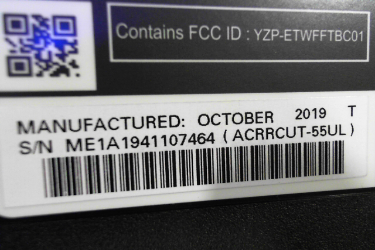 Contains FCC ID : YZP-ETWFFTBC01
MANUFACTURED: OCTOBER 2019 T
S/N ME1A1941107464 ( ACRRCUT-55UL )